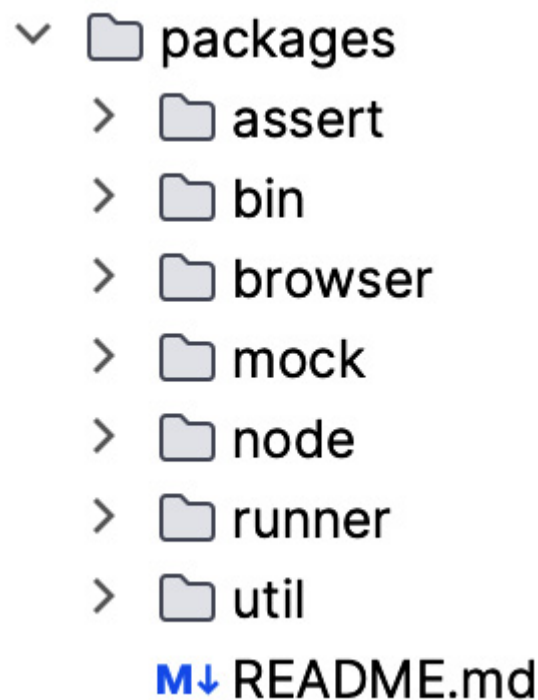 packages
assert
bin
browser
mock
node
runner
util
M↓ README.md